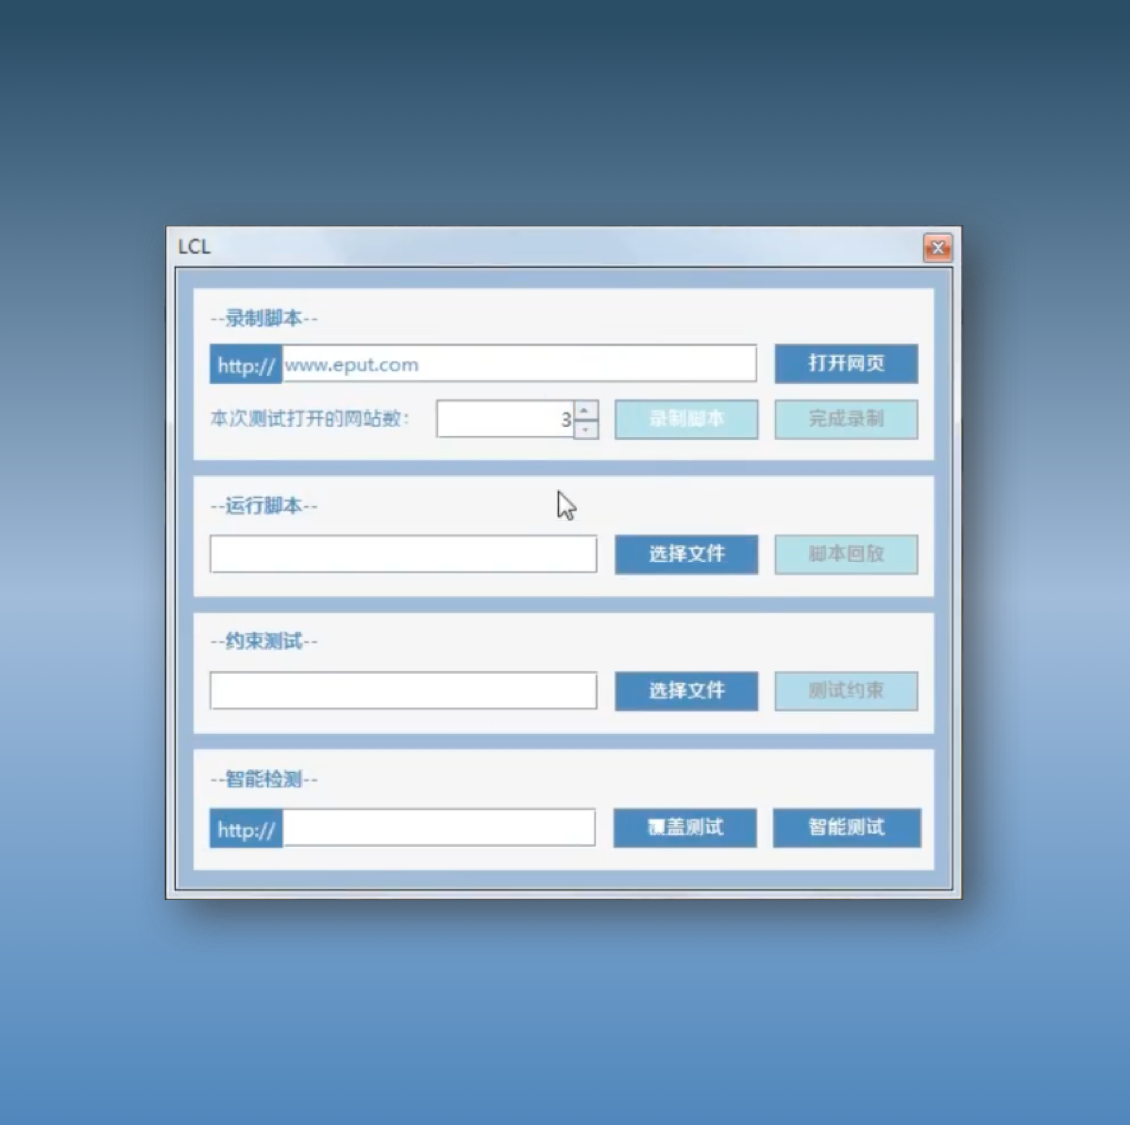 LCL
--录制脚本--
http:// www.eput.com 打开网页
本次测试打开的网站数： 3 录制脚本 完成录制
--运行脚本--
选择文件 脚本回放
--约束测试--
选择文件 测试约束
--智能检测--
http:// 覆盖测试 智能测试